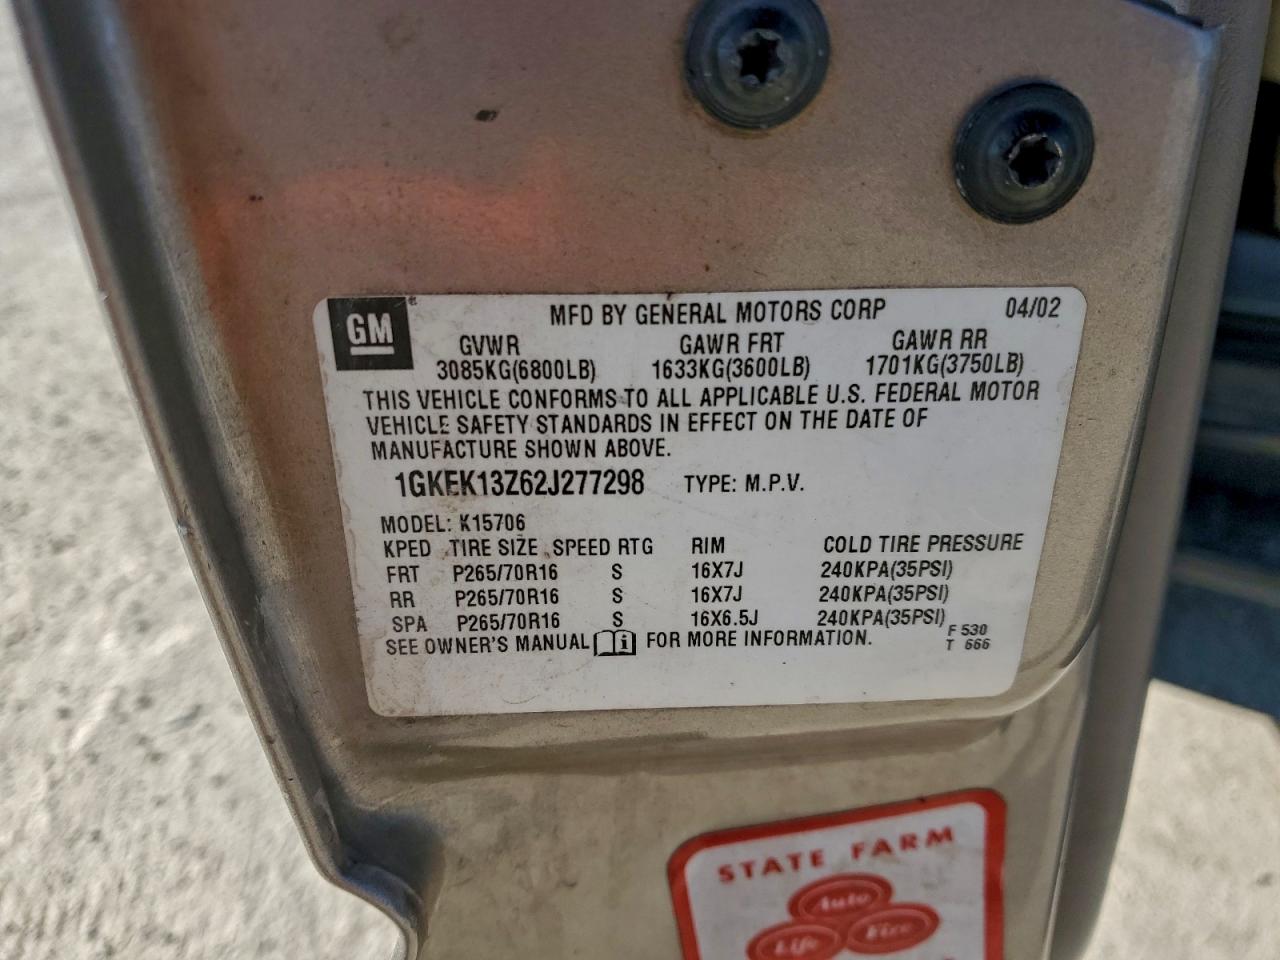 GM
MFD BY GENERAL MOTORS CORP 04/02
GVWR GAWR FRT GAWR RR
3085KG(6800LB) 1633KG(3600LB) 1701KG(3750LB)
THIS VEHICLE CONFORMS TO ALL APPLICABLE U.S. FEDERAL MOTOR
VEHICLE SAFETY STANDARDS IN EFFECT ON THE DATE OF
MANUFACTURE SHOWN ABOVE.
1GKEK13Z62J277298 TYPE: M.P.V.
MODEL: K15706
KPED TIRE SIZE SPEED RTG RIM COLD TIRE PRESSURE
FRT P265/70R16 S 16X7J 240KPA(35PSI)
RR P265/70R16 S 16X7J 240KPA(35PSI)
SPA P265/70R16 S 16X6.5J 240KPA(35PSI)
SEE OWNER'S MANUAL FOR MORE INFORMATION.
F 530
T 666
STATE FARM
Auto
Life Fire